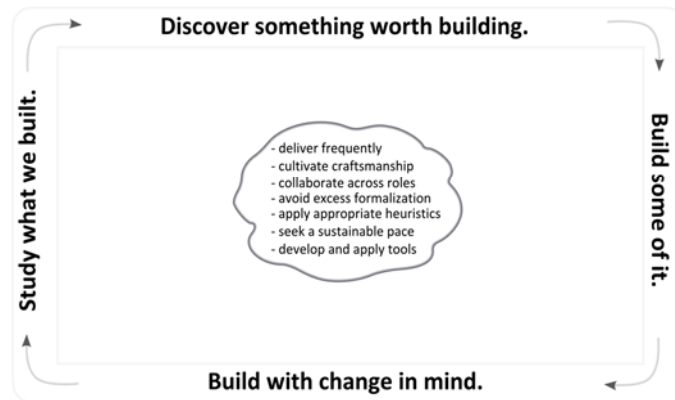 Discover something worth building.
Build some of it.
Build with change in mind.
Study what we built.
- deliver frequently
- cultivate craftsmanship
- collaborate across roles
- avoid excess formalization
- apply appropriate heuristics
- seek a sustainable pace
- develop and apply tools